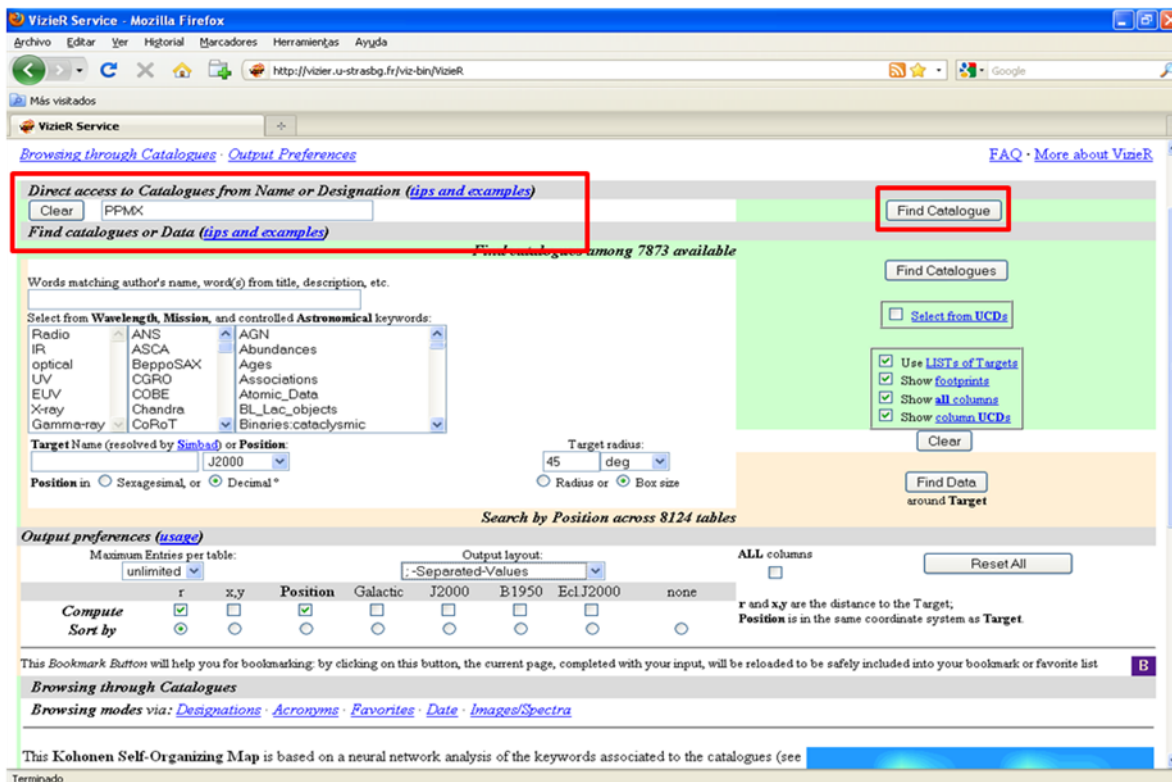 VizieR Service - Mozilla Firefox
Archivo Editar Ver Historial Marcadores Herramientas Ayuda
http://vizier.u-strasbg.fr/viz-bin/VizieR
Google
Más visitados
VizieR Service
Browsing through Catalogues · Output Preferences
FAQ · More about VizieR
Direct access to Catalogues from Name or Designation (tips and examples)
Clear PPMX Find Catalogue
Find catalogues or Data (tips and examples)
Find catalogues among 7873 available
Find Catalogues
Words matching author's name, word(s) from title, description, etc.
Select from UCDs
Select from Wavelength, Mission, and controlled Astronomical keywords:
Radio ANS AGN
IR ASCA Abundances
optical BeppoSAX Ages
UV CGRO Associations
EUV COBE Atomic_Data
X-ray Chandra BL_Lac_objects
Gamma-ray CoRoT Binaries:cataclysmic
Use LISTs of Targets
Show footprints
Show all columns
Show column UCDs
Clear
Target Name (resolved by Simbad) or Position: Target radius:
J2000 45 deg
Position in Sexagesimal, or Decimal * Radius or Box size
Find Data
around Target
Search by Position across 8124 tables
Output preferences (usage)
Maximum Entries per table: Output layout: ALL columns
unlimited ; -Separated-Values Reset All
r x,y Position Galactic J2000 B1950 Ecl.J2000 none
Compute
Sort by
r and x,y are the distance to the Target;
Position is in the same coordinate system as Target.
This Bookmark Button will help you for bookmarking: by clicking on this button, the current page, completed with your input, will be reloaded to be safely included into your bookmark or favorite list B
Browsing through Catalogues
Browsing modes via: Designations · Acronyms · Favorites · Date · Images/Spectra
This Kohonen Self-Organizing Map is based on a neural network analysis of the keywords associated to the catalogues (see
Terminado